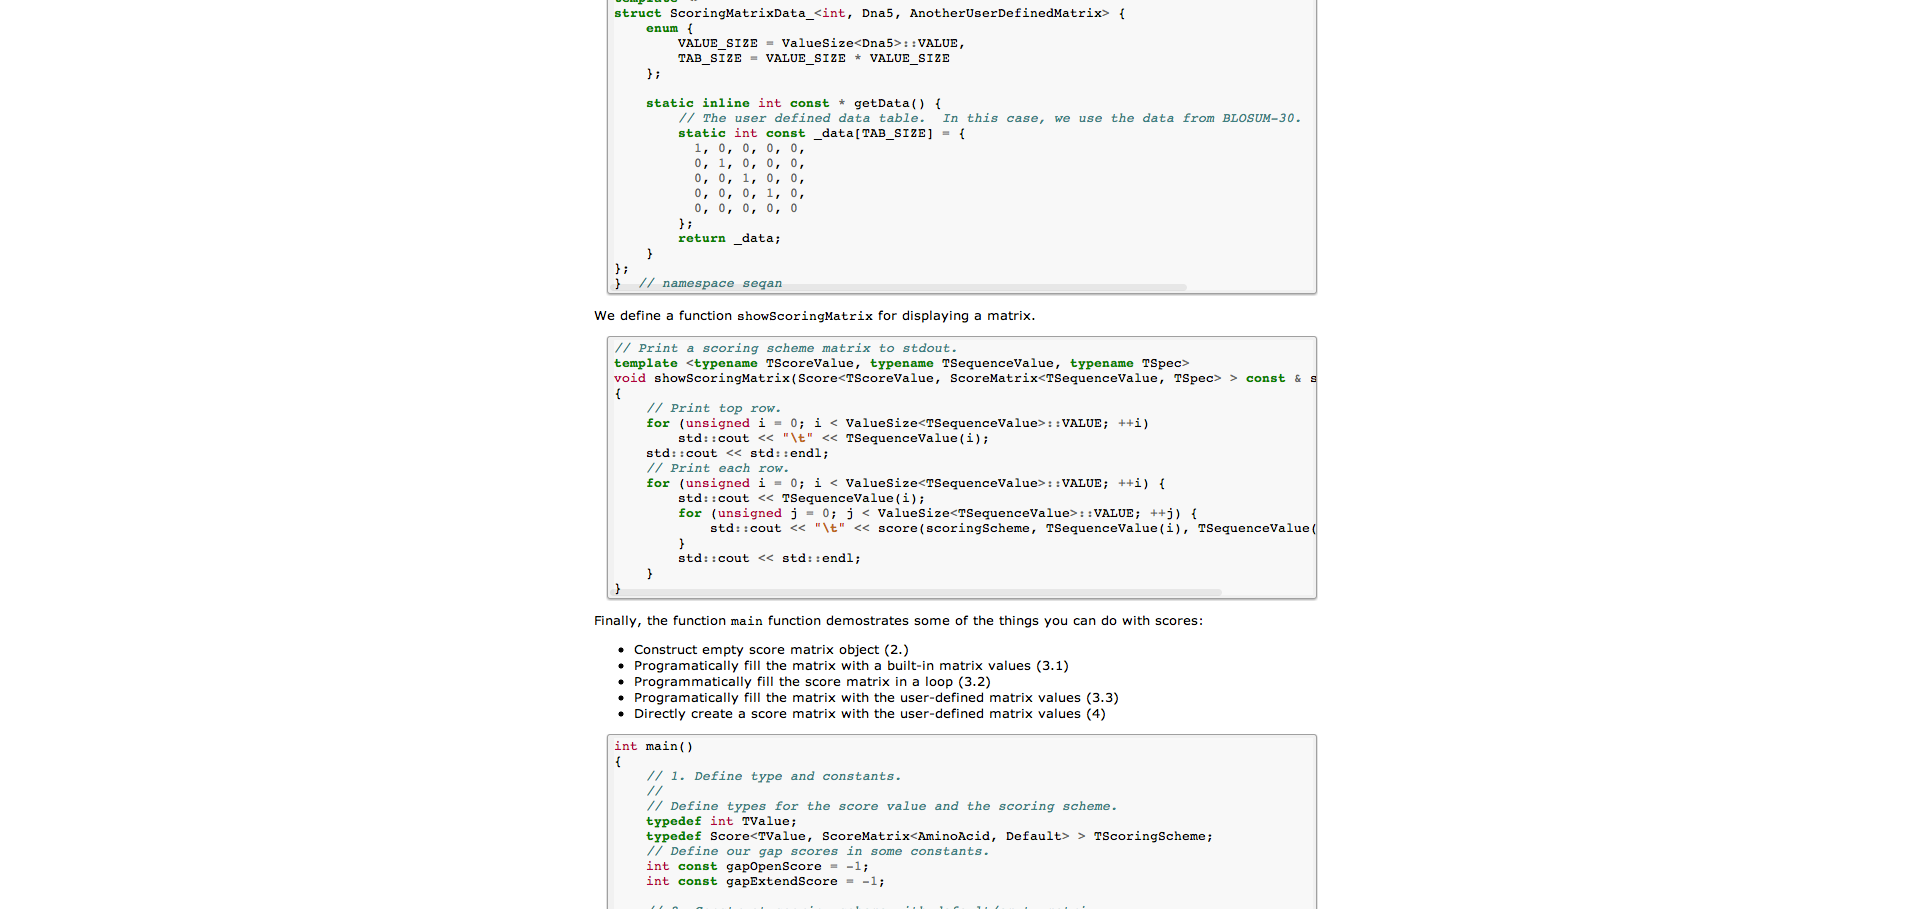 struct ScoringMatrixData_<int, Dna5, AnotherUserDefinedMatrix> {
enum {
VALUE_SIZE = ValueSize<Dna5>::VALUE,
TAB_SIZE = VALUE_SIZE * VALUE_SIZE
};
static inline int const * getData() {
// The user defined data table.  In this case, we use the data from BLOSUM-30.
static int const _data[TAB_SIZE] = {
1, 0, 0, 0, 0,
0, 1, 0, 0, 0,
0, 0, 1, 0, 0,
0, 0, 0, 1, 0,
0, 0, 0, 0, 0
};
return _data;
}
};
}  // namespace seqan
We define a function showScoringMatrix for displaying a matrix.
// Print a scoring scheme matrix to stdout.
template <typename TScoreValue, typename TSequenceValue, typename TSpec>
void showScoringMatrix(Score<TScoreValue, ScoreMatrix<TSequenceValue, TSpec> > const & s
{
// Print top row.
for (unsigned i = 0; i < ValueSize<TSequenceValue>::VALUE; ++i)
std::cout << "\t" << TSequenceValue(i);
std::cout << std::endl;
// Print each row.
for (unsigned i = 0; i < ValueSize<TSequenceValue>::VALUE; ++i) {
std::cout << TSequenceValue(i);
for (unsigned j = 0; j < ValueSize<TSequenceValue>::VALUE; ++j) {
std::cout << "\t" << score(scoringScheme, TSequenceValue(i), TSequenceValue(
}
std::cout << std::endl;
}
}
Finally, the function main function demostrates some of the things you can do with scores:
• Construct empty score matrix object (2.)
• Programatically fill the matrix with a built-in matrix values (3.1)
• Programmatically fill the score matrix in a loop (3.2)
• Programatically fill the matrix with the user-defined matrix values (3.3)
• Directly create a score matrix with the user-defined matrix values (4)
int main()
{
// 1. Define type and constants.
//
// Define types for the score value and the scoring scheme.
typedef int TValue;
typedef Score<TValue, ScoreMatrix<AminoAcid, Default> > TScoringScheme;
// Define our gap scores in some constants.
int const gapOpenScore = -1;
int const gapExtendScore = -1;